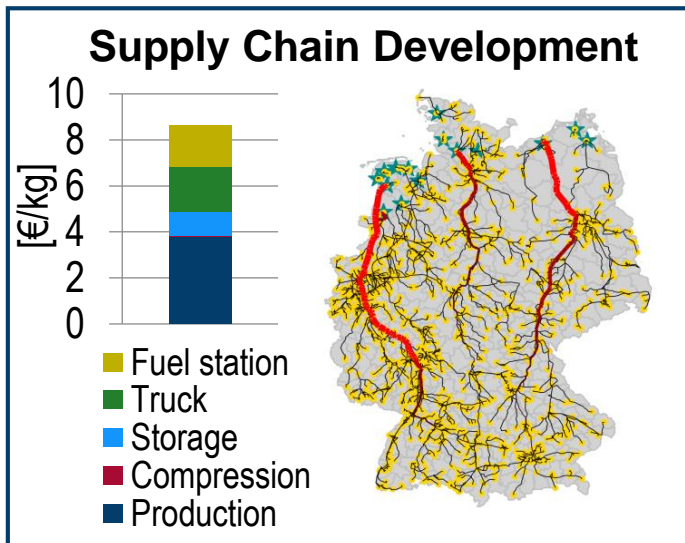 Supply Chain Development
[€/kg]
10
8
6
4
2
0
Fuel station
Truck
Storage
Compression
Production